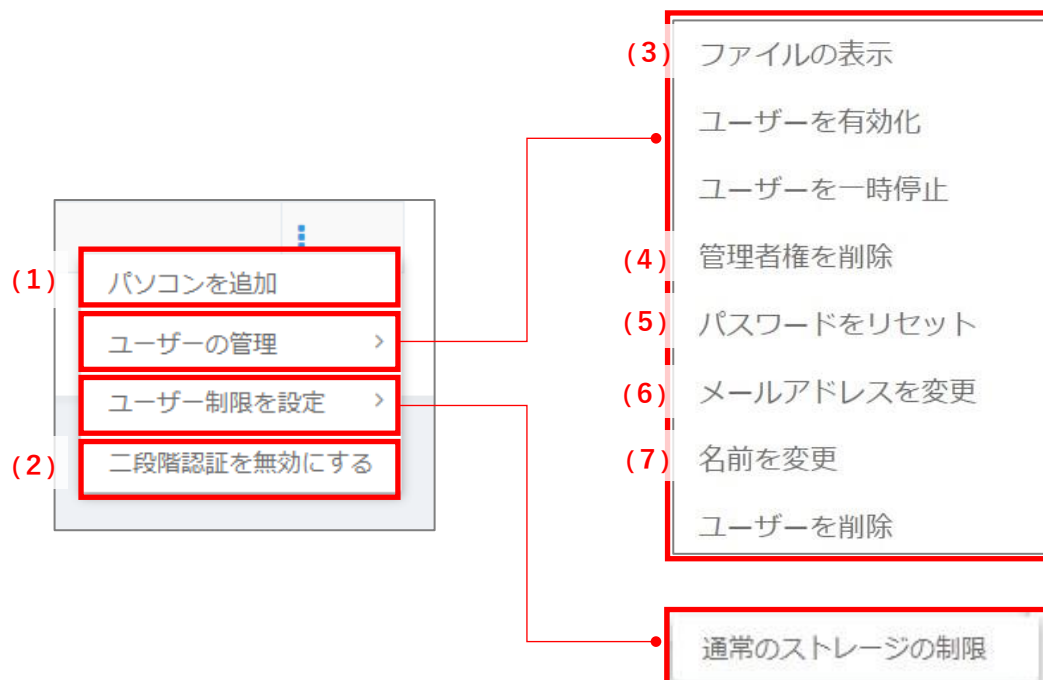 (1) パソコンを追加
ユーザーの管理 >
ユーザー制限を設定 >
(2) 二段階認証を無効にする
(3) ファイルの表示
ユーザーを有効化
ユーザーを一時停止
(4) 管理者権を削除
(5) パスワードをリセット
(6) メールアドレスを変更
(7) 名前を変更
ユーザーを削除
通常のストレージの制限